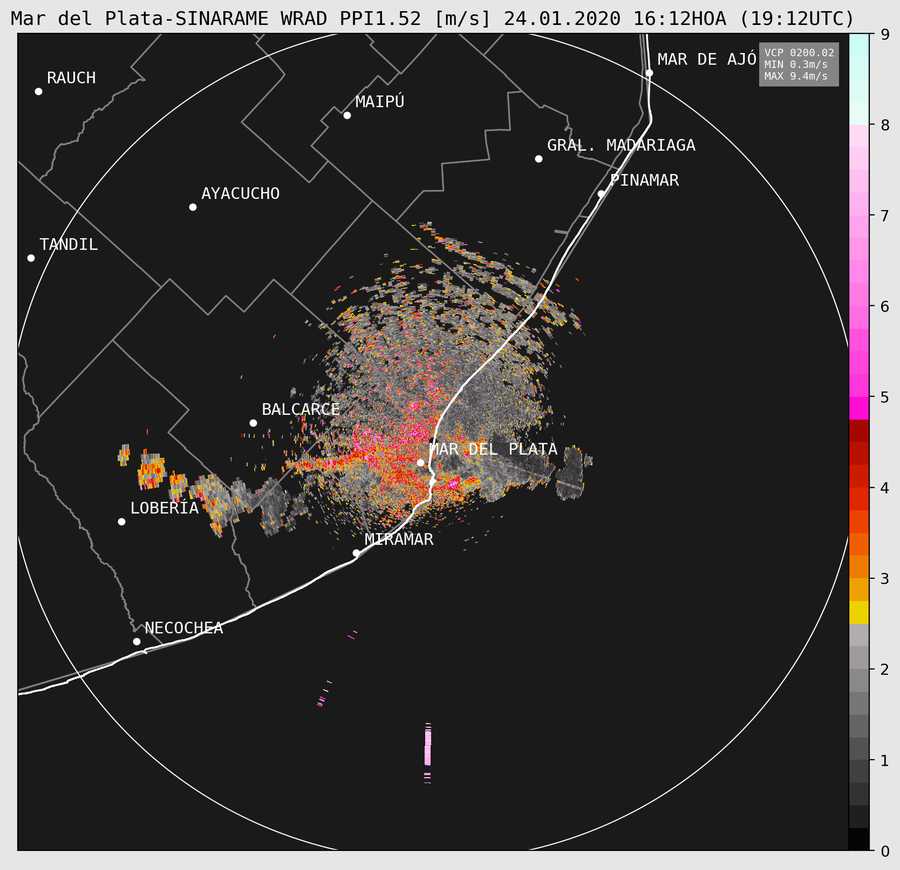 Mar del Plata-SINARAME WRAD PPI1.52 [m/s] 24.01.2020 16:12HOA (19:12UTC)
VCP 0200.02
MIN 0.3m/s
MAX 9.4m/s
MAR DE AJÓ
RAUCH
MAIPÚ
GRAL. MADARIAGA
PINAMAR
AYACUCHO
TANDIL
BALCARCE
MAR DEL PLATA
LOBERÍA
MIRAMAR
NECOCHEA
9
8
7
6
5
4
3
2
1
0